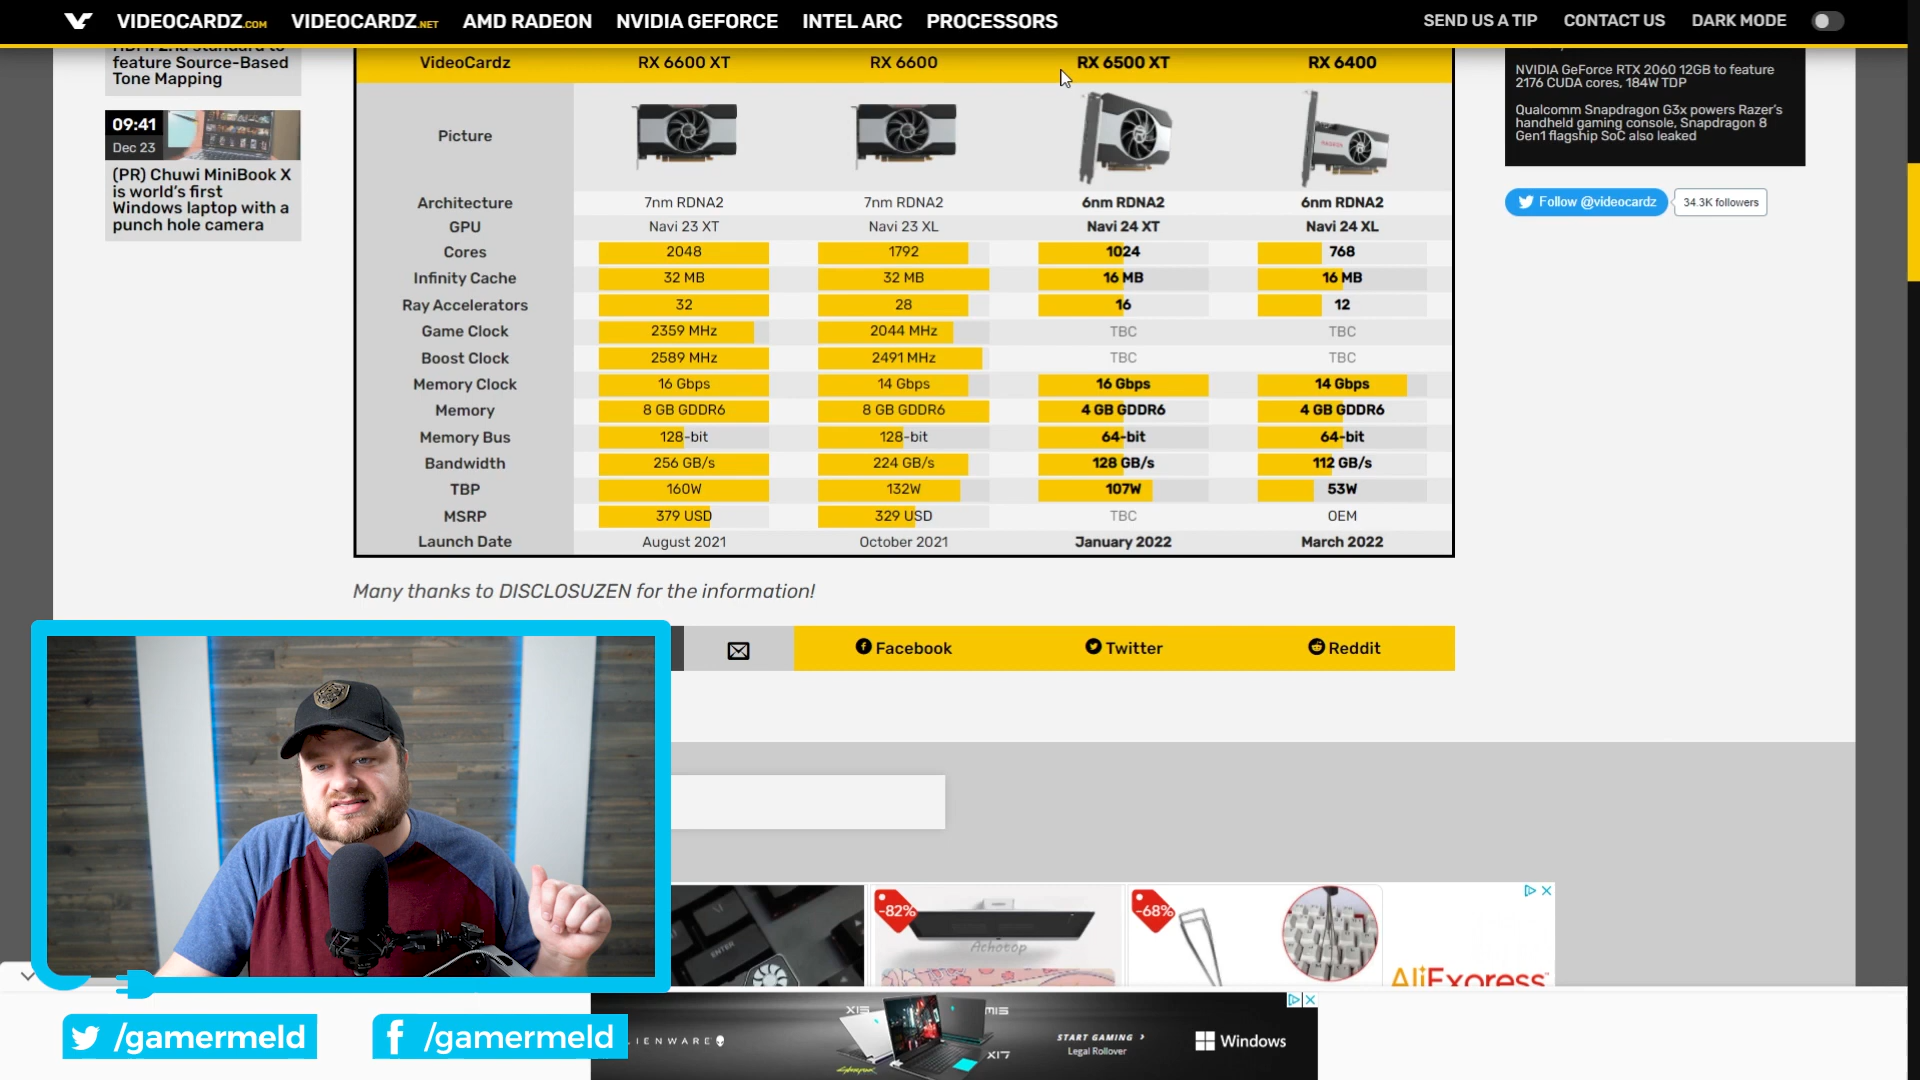 VIDEOCARDZ.COM VIDEOCARDZ.NET AMD RADEON NVIDIA GEFORCE INTEL ARC PROCESSORS SEND US A TIP CONTACT US DARK MODE
feature Source-Based
Tone Mapping
09:41
Dec 23
(PR) Chuwi MiniBook X
is world's first
Windows laptop with a
punch hole camera
VideoCardz RX 6600 XT RX 6600 RX 6500 XT RX 6400
Picture
Architecture 7nm RDNA2 7nm RDNA2 6nm RDNA2 6nm RDNA2
GPU Navi 23 XT Navi 23 XL Navi 24 XT Navi 24 XL
Cores 2048 1792 1024 768
Infinity Cache 32 MB 32 MB 16 MB 16 MB
Ray Accelerators 32 28 16 12
Game Clock 2359 MHz 2044 MHz TBC TBC
Boost Clock 2589 MHz 2491 MHz TBC TBC
Memory Clock 16 Gbps 14 Gbps 16 Gbps 14 Gbps
Memory 8 GB GDDR6 8 GB GDDR6 4 GB GDDR6 4 GB GDDR6
Memory Bus 128-bit 128-bit 64-bit 64-bit
Bandwidth 256 GB/s 224 GB/s 128 GB/s 112 GB/s
TBP 160W 132W 107W 53W
MSRP 379 USD 329 USD TBC OEM
Launch Date August 2021 October 2021 January 2022 March 2022
NVIDIA GeForce RTX 2060 12GB to feature
2176 CUDA cores, 184W TDP
Qualcomm Snapdragon G3x powers Razer's
handheld gaming console, Snapdragon 8
Gen1 flagship SoC also leaked
Follow @videocardz 34.3K followers
Many thanks to DISCLOSUZEN for the information!
Facebook Twitter Reddit
ENTER
-82%
Achotop
-68%
AliExpress
/gamermeld /gamermeld
X15
M15
X17
START GAMING >
Legal Rollover
Windows